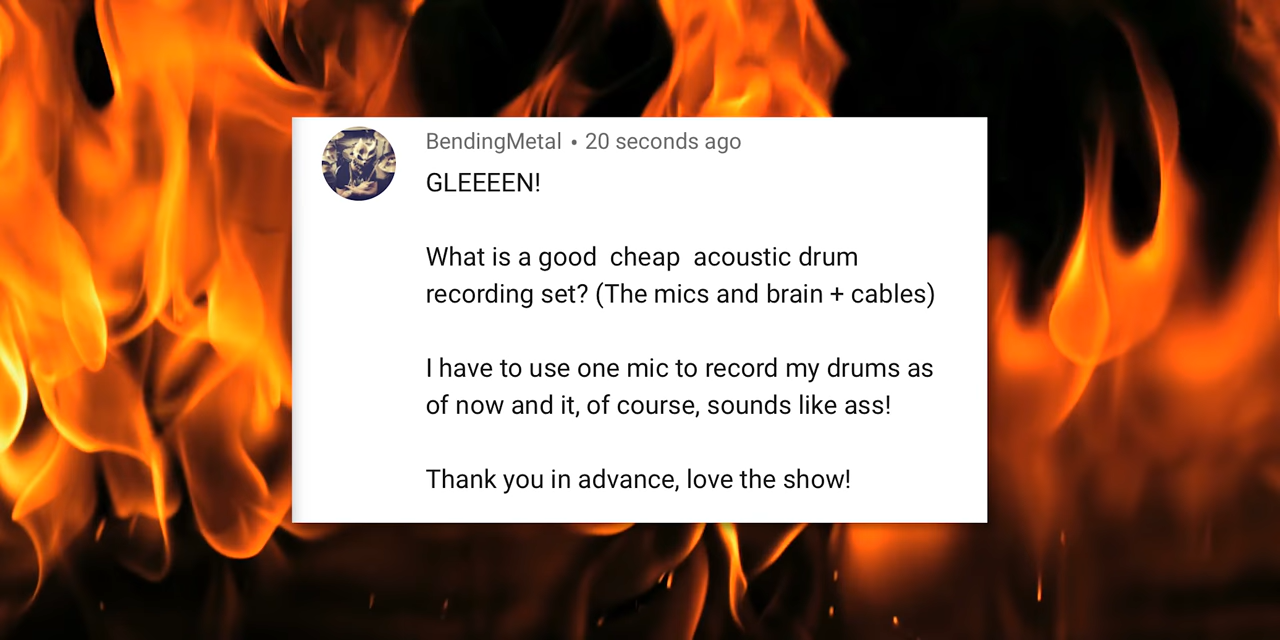 BendingMetal • 20 seconds ago
GLEEEEN!
What is a good  cheap  acoustic drum
recording set? (The mics and brain + cables)
I have to use one mic to record my drums as
of now and it, of course, sounds like ass!
Thank you in advance, love the show!